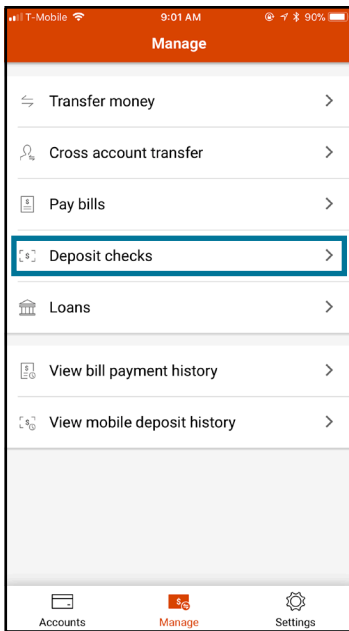 T-Mobile 9:01 AM 90%
Manage
Transfer money
Cross account transfer
Pay bills
Deposit checks
Loans
View bill payment history
View mobile deposit history
Accounts Manage Settings